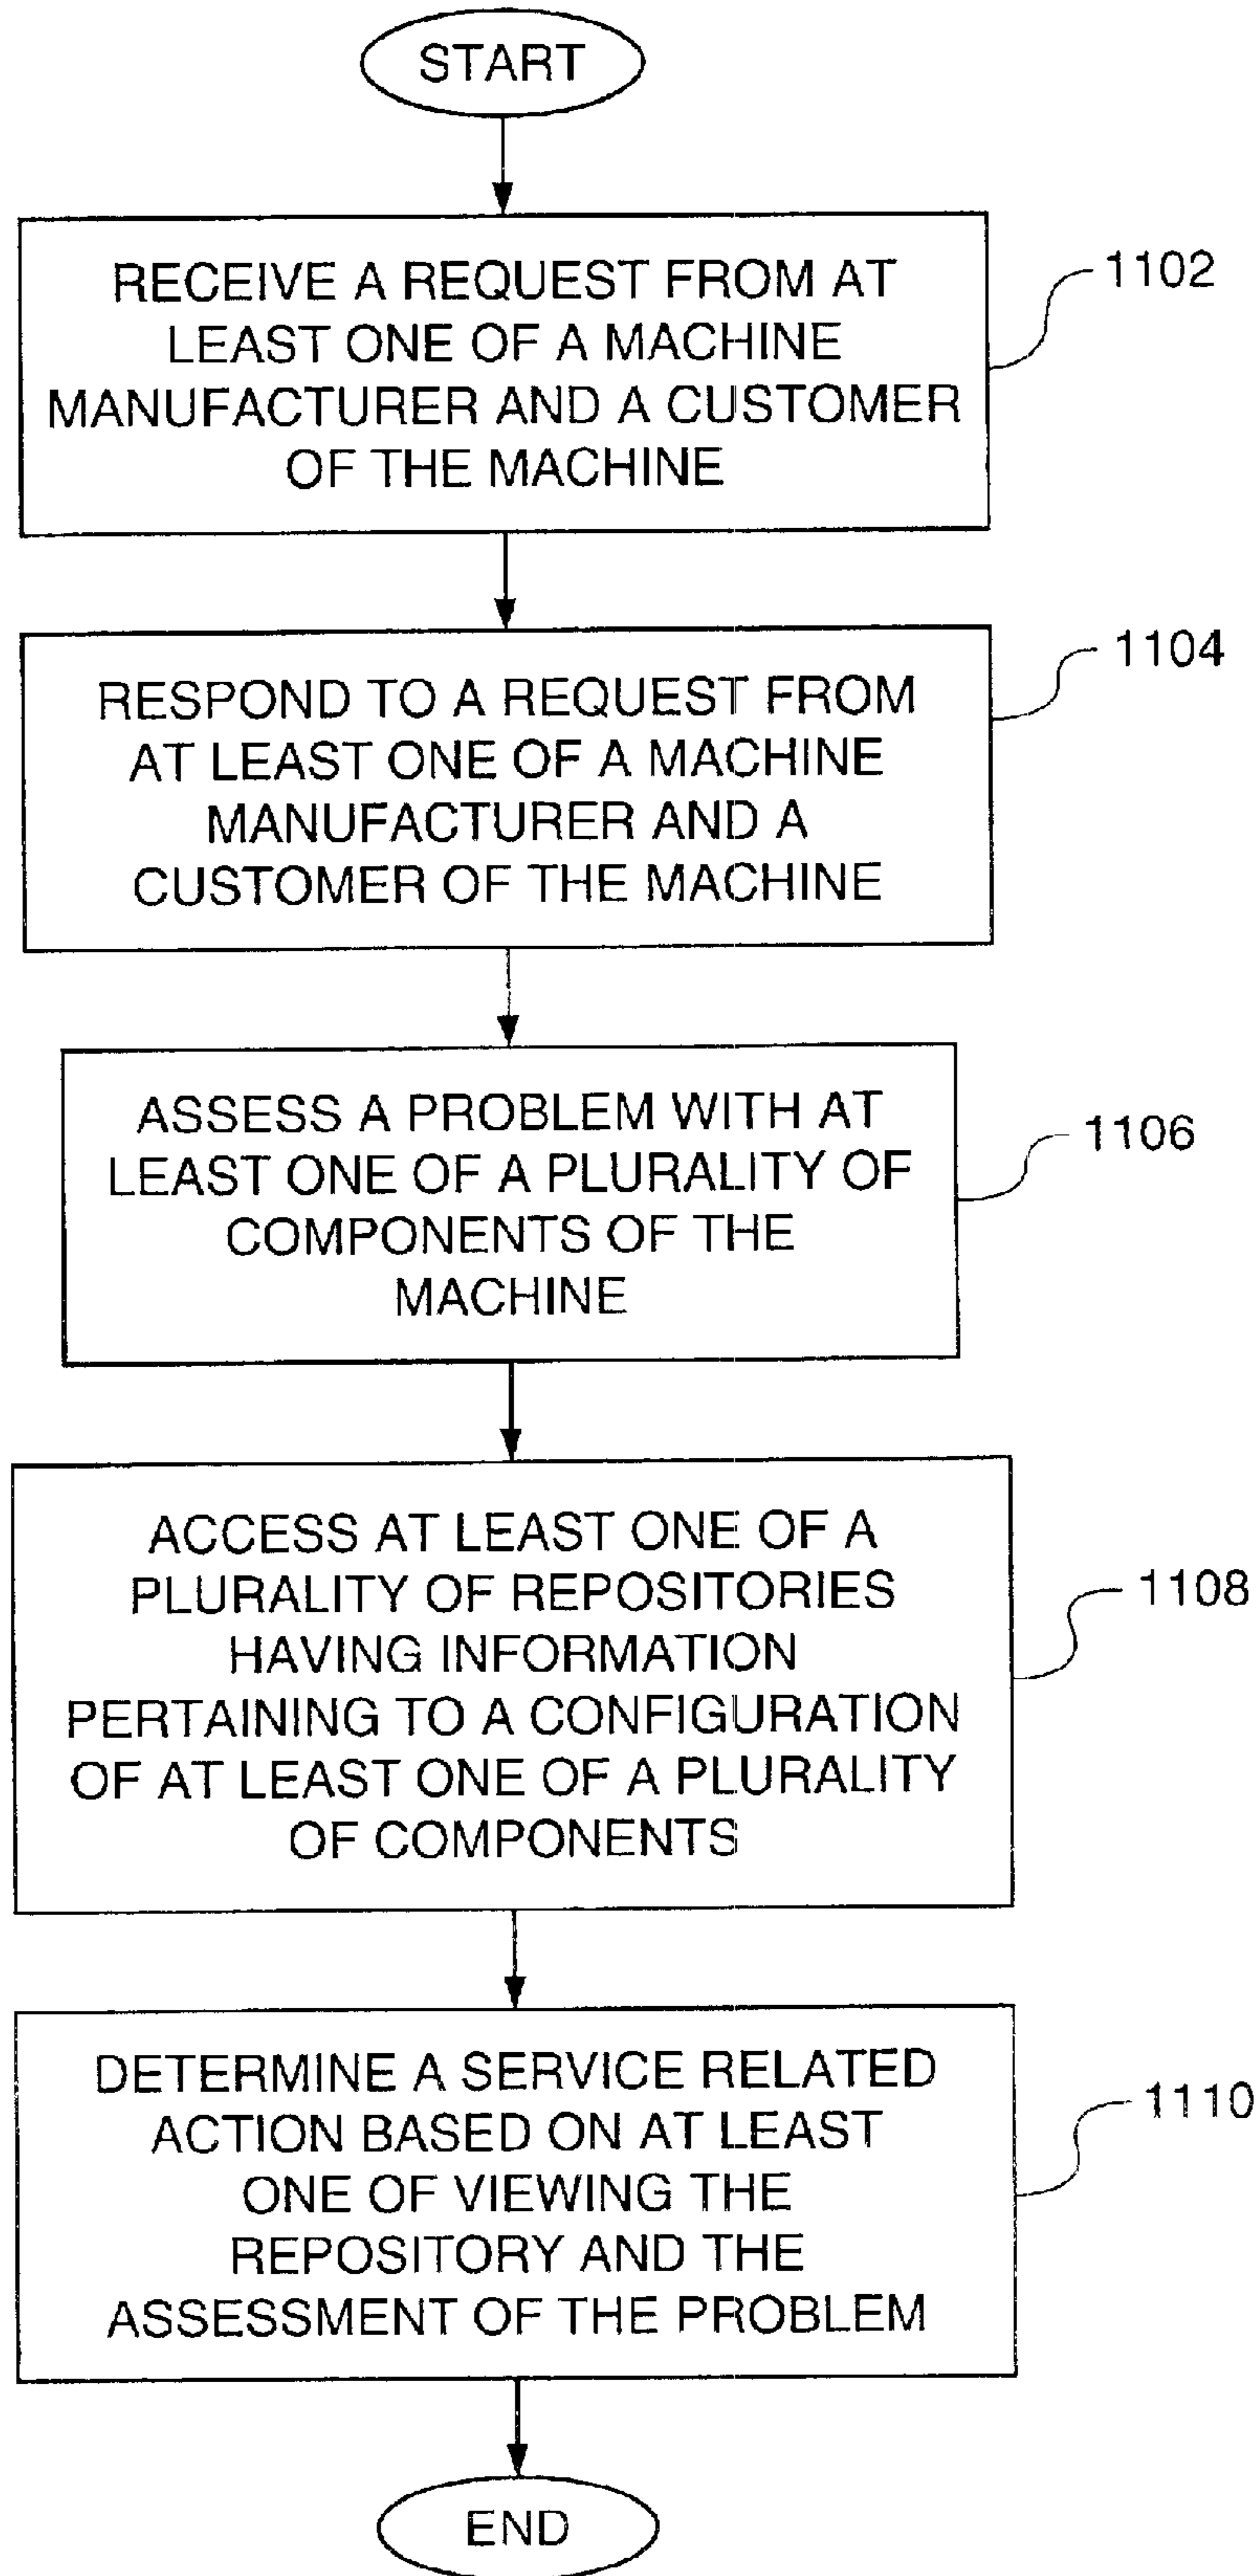 START
RECEIVE A REQUEST FROM AT
LEAST ONE OF A MACHINE
MANUFACTURER AND A CUSTOMER
OF THE MACHINE
1102
RESPOND TO A REQUEST FROM
AT LEAST ONE OF A MACHINE
MANUFACTURER AND A
CUSTOMER OF THE MACHINE
1104
ASSESS A PROBLEM WITH AT
LEAST ONE OF A PLURALITY OF
COMPONENTS OF THE
MACHINE
1106
ACCESS AT LEAST ONE OF A
PLURALITY OF REPOSITORIES
HAVING INFORMATION
PERTAINING TO A CONFIGURATION
OF AT LEAST ONE OF A PLURALITY
OF COMPONENTS
1108
DETERMINE A SERVICE RELATED
ACTION BASED ON AT LEAST
ONE OF VIEWING THE
REPOSITORY AND THE
ASSESSMENT OF THE PROBLEM
1110
END